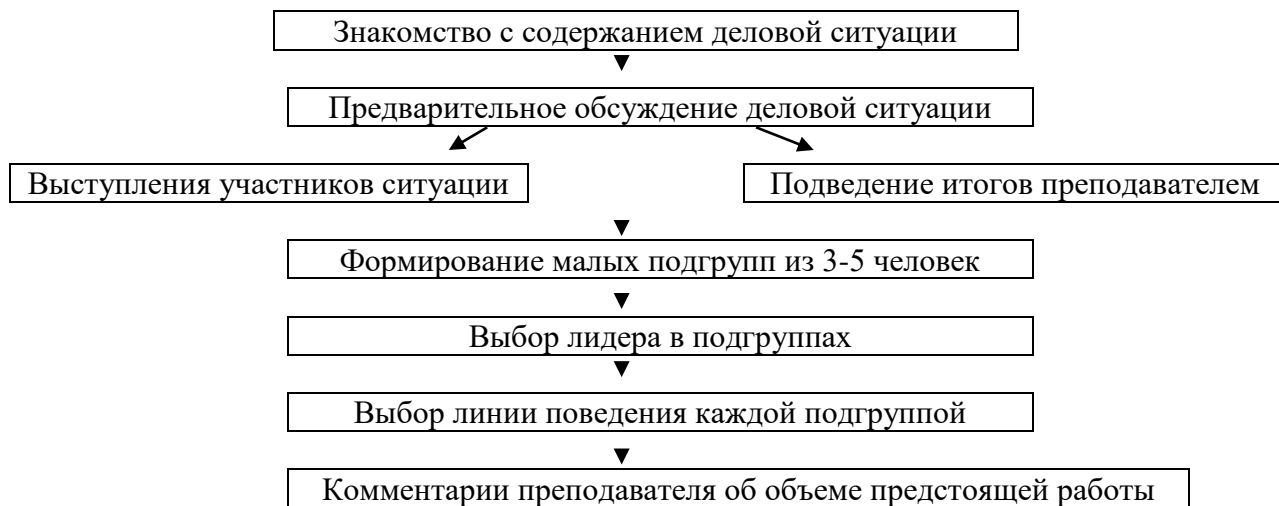 Знакомство с содержанием деловой ситуации
Предварительное обсуждение деловой ситуации
Выступления участников ситуации
Подведение итогов преподавателем
Формирование малых подгрупп из 3-5 человек
Выбор лидера в подгруппах
Выбор линии поведения каждой подгруппой
Комментарии преподавателя об объеме предстоящей работы